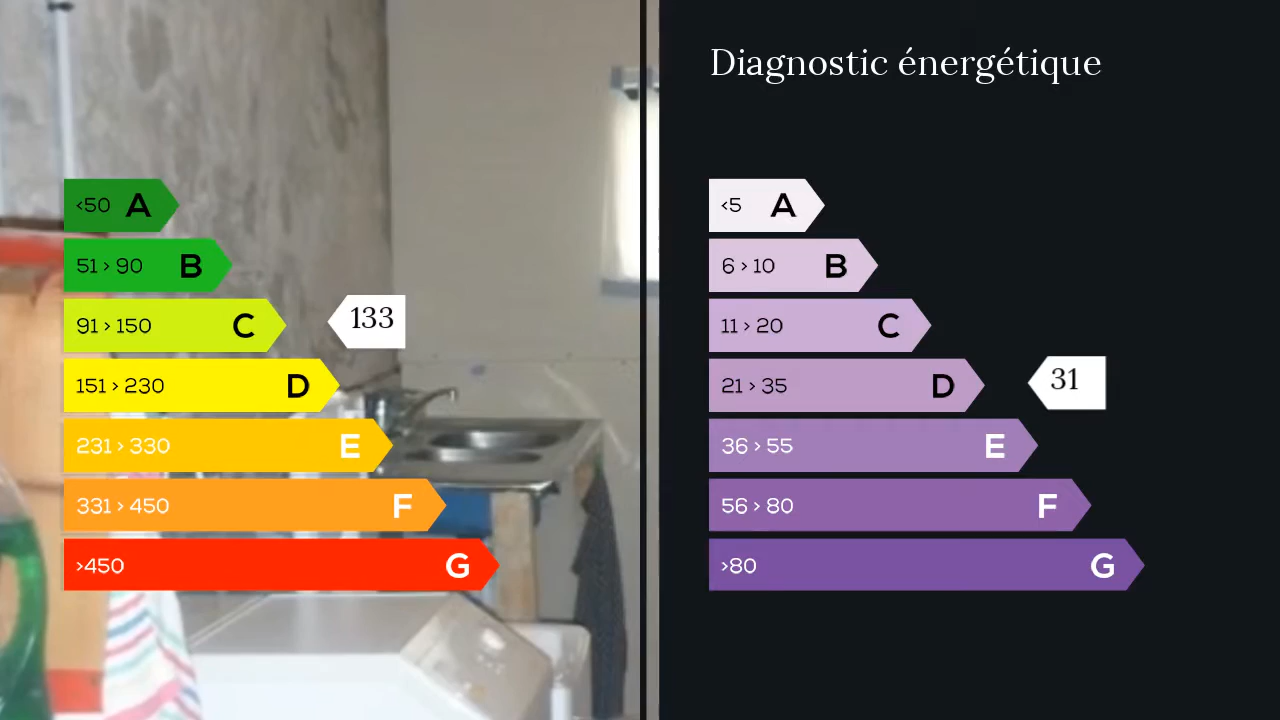 Diagnostic énergétique
<50 A
51 > 90 B
91 > 150 C
133
151 > 230 D
231 > 330 E
331 > 450 F
>450 G
<5 A
6 > 10 B
11 > 20 C
21 > 35 D
31
36 > 55 E
56 > 80 F
>80 G